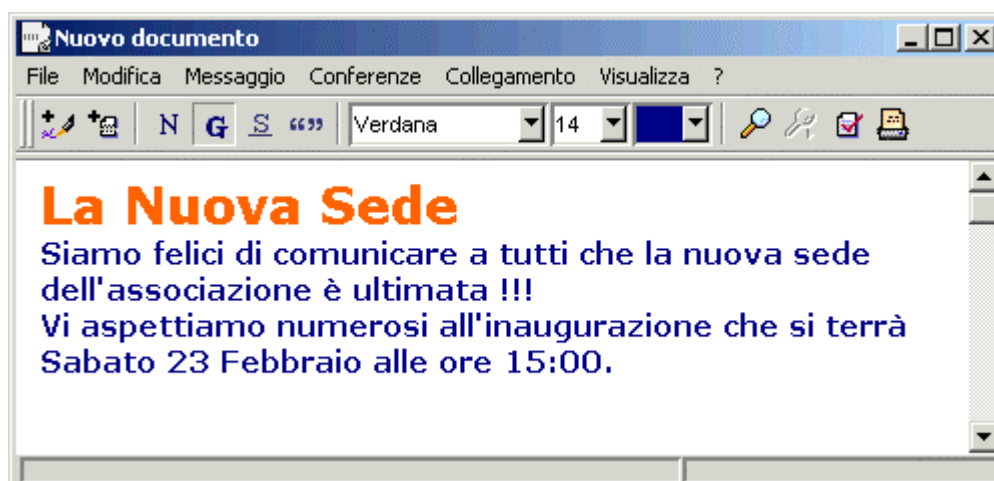 Nuovo documento
File Modifica Messaggio Conferenze Collegamento Visualizza ?
N G S “” Verdana 14
La Nuova Sede
Siamo felici di comunicare a tutti che la nuova sede
dell'associazione è ultimata !!!
Vi aspettiamo numerosi all'inaugurazione che si terrà
Sabato 23 Febbraio alle ore 15:00.